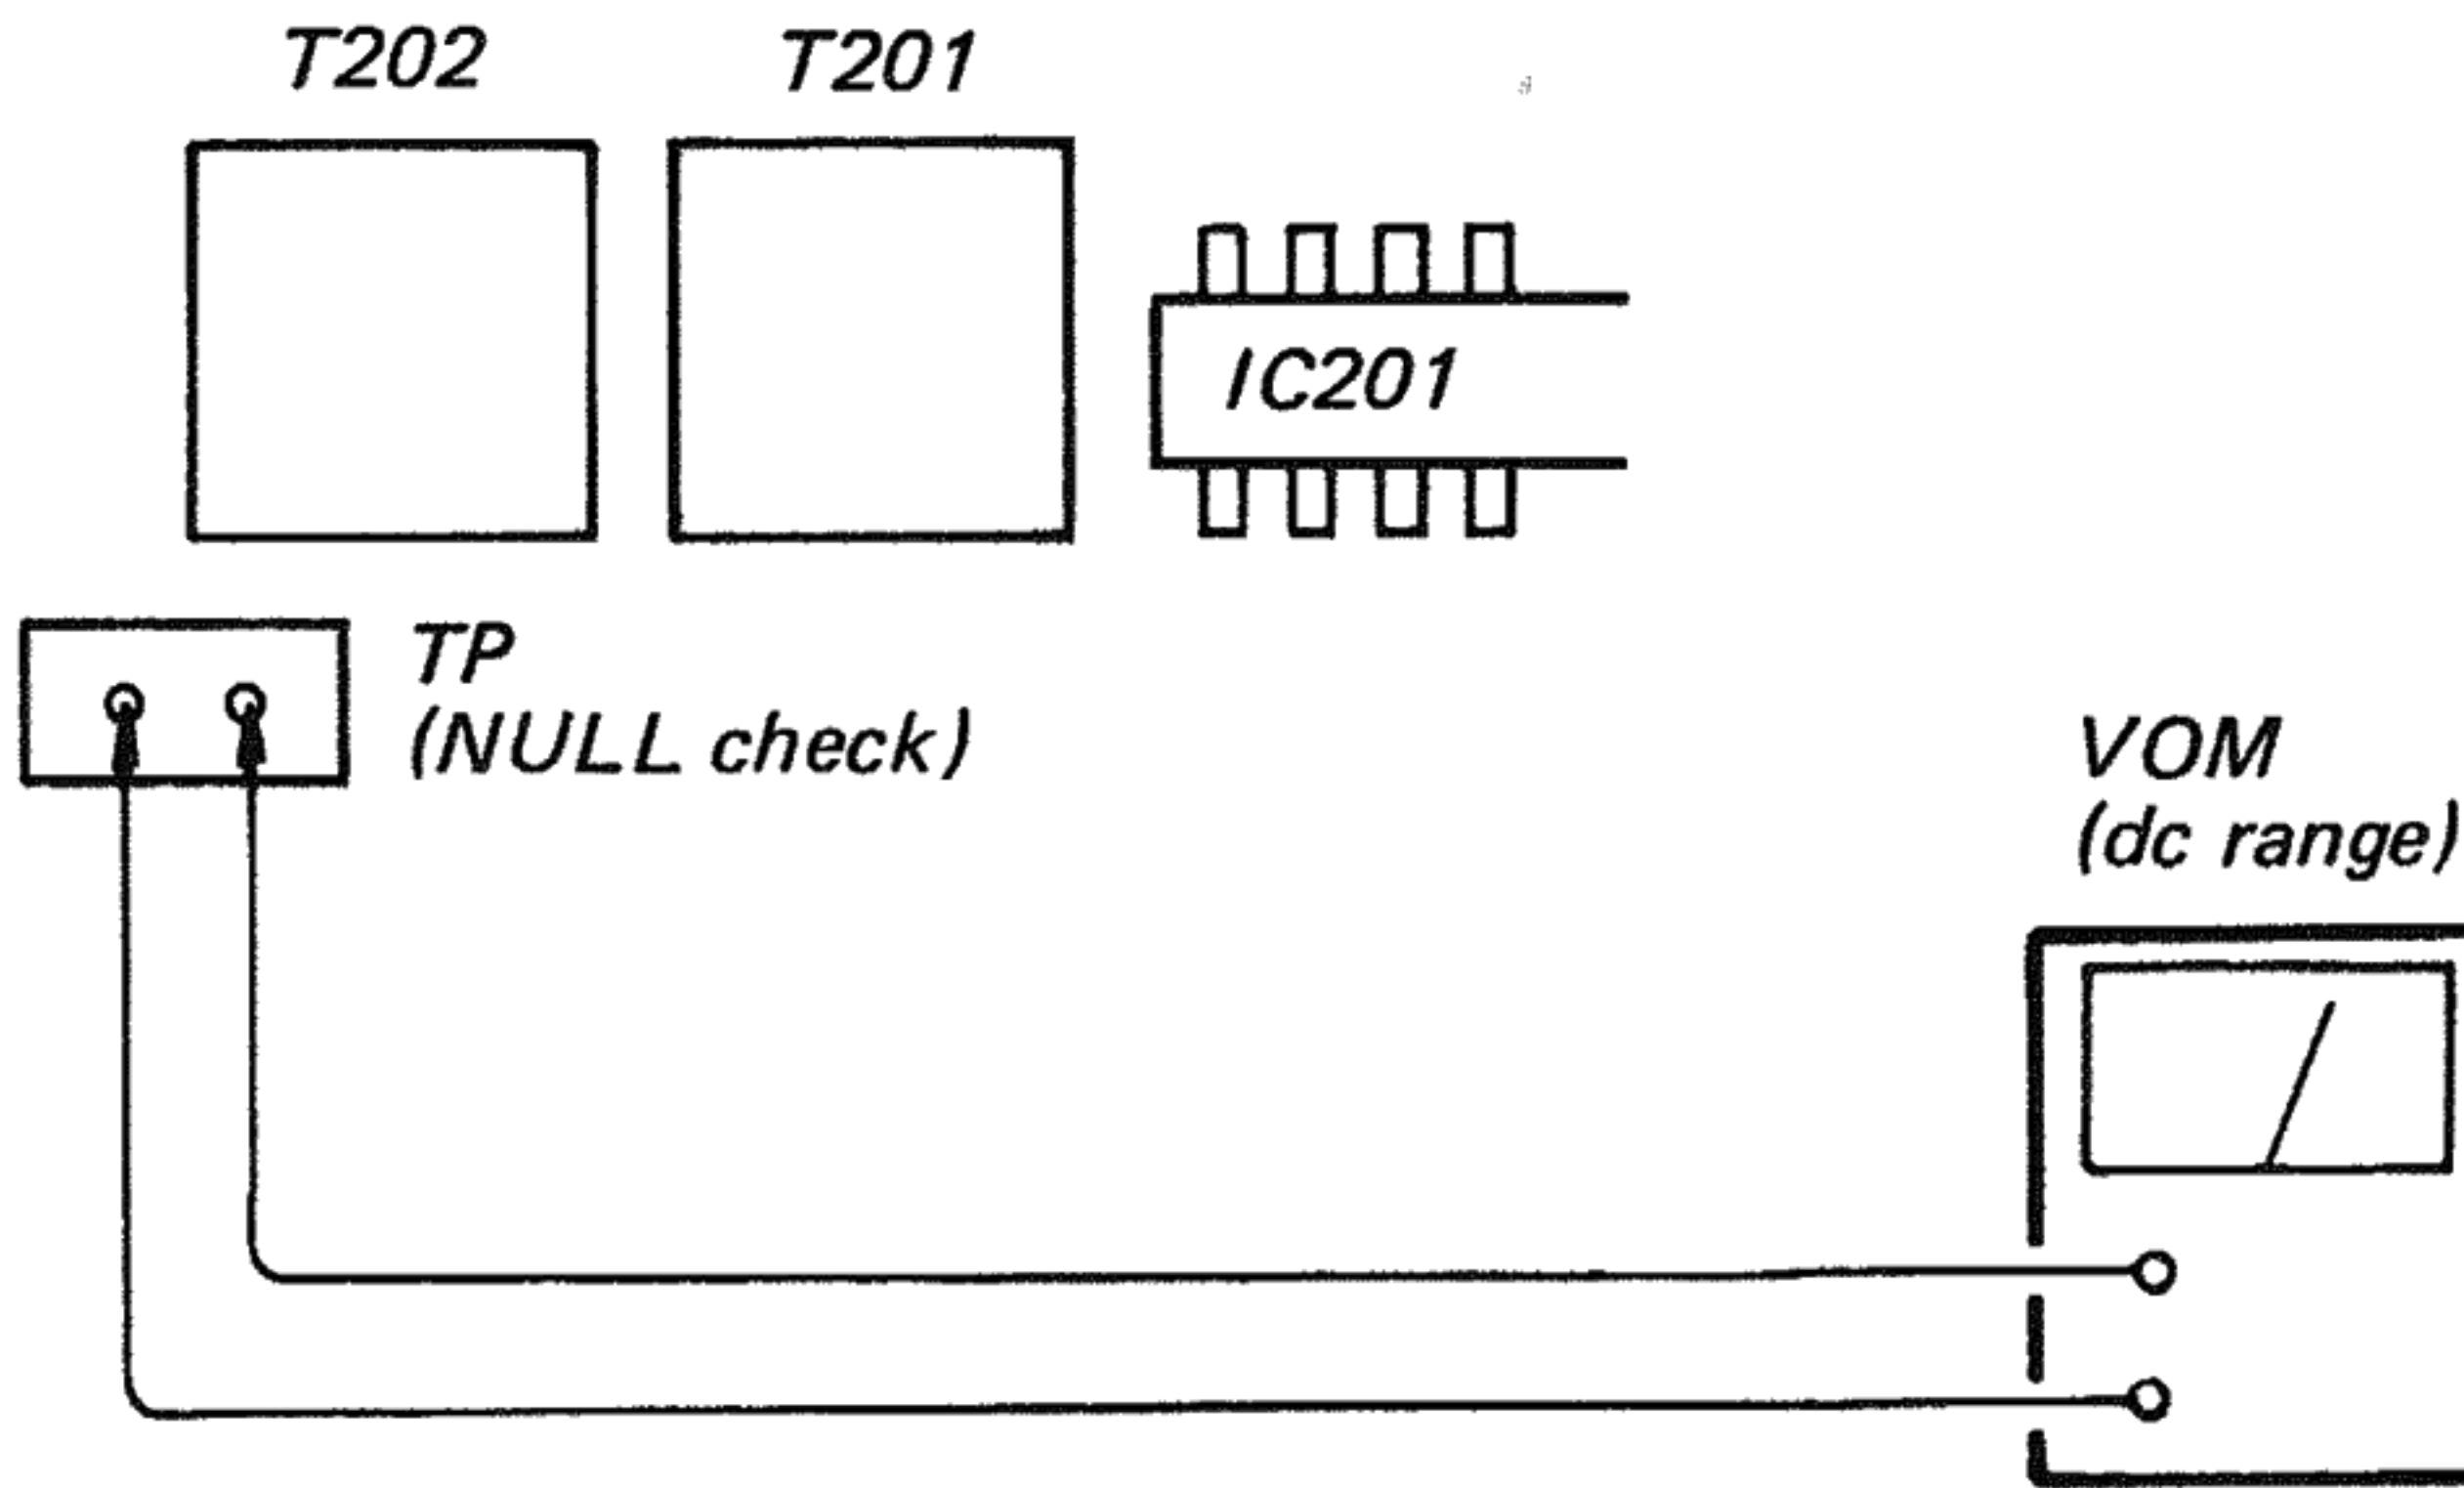 T202
T201
IC201
TP
(NULL check)
VOM
(dc range)